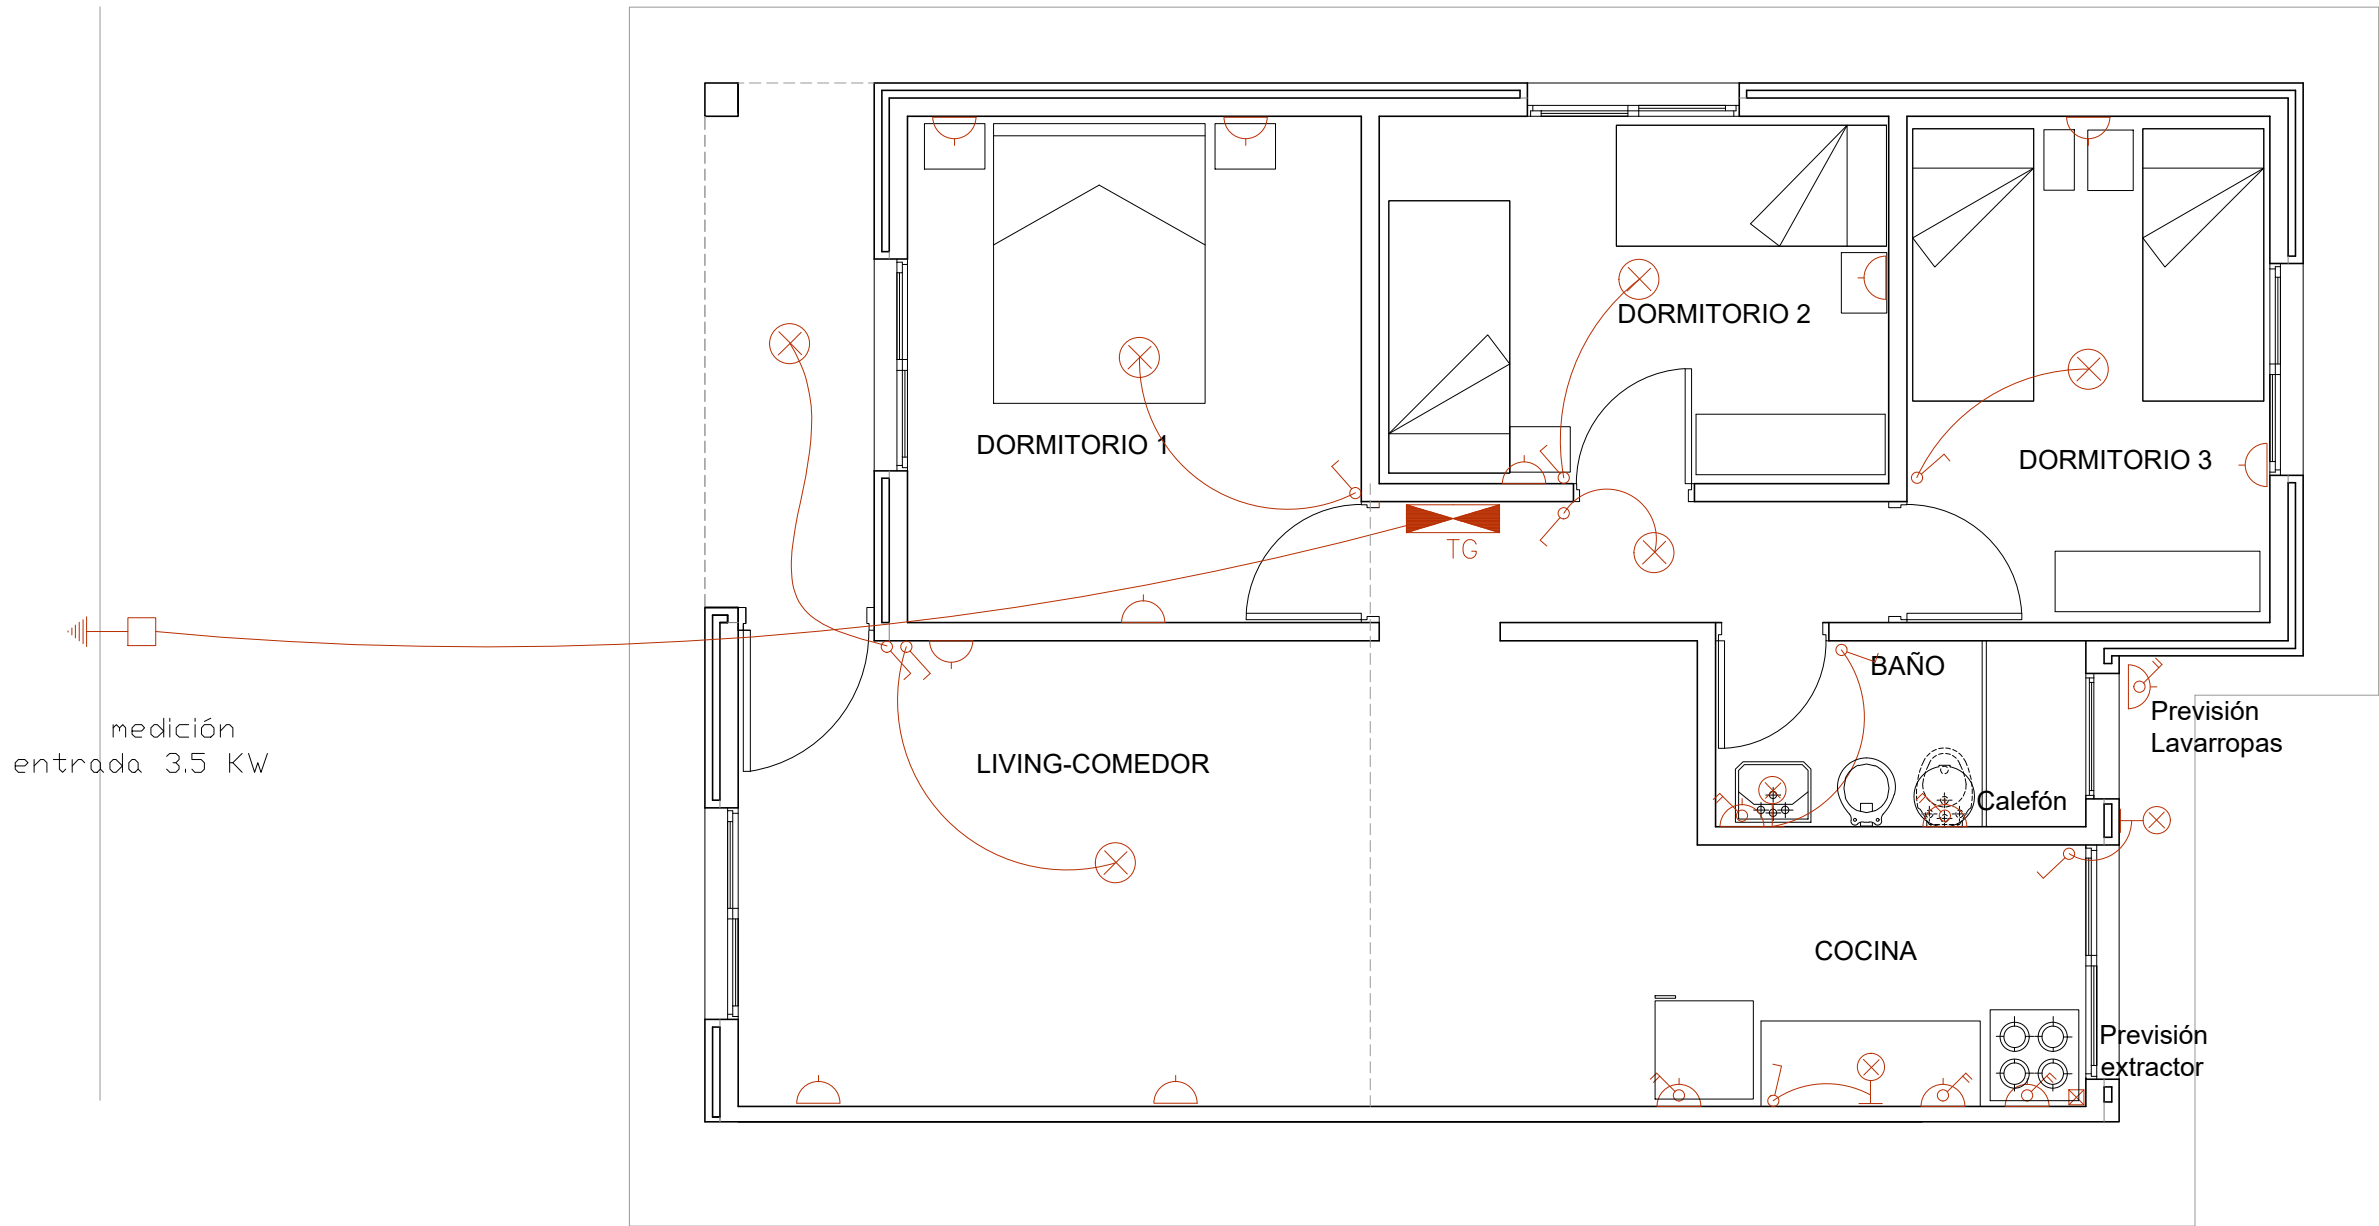 DORMITORIO 2
DORMITORIO 1
DORMITORIO 3
TG
BAÑO
medición
entrada 3.5 KW
Previsión
Lavarropas
LIVING-COMEDOR
Calefón
COCINA
Previsión
extractor